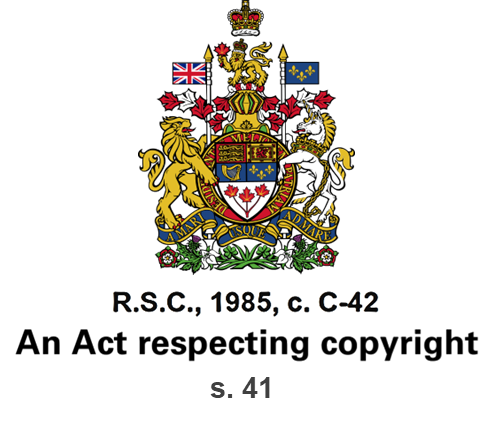 A MARI USQUE AD MARE
R.S.C., 1985, c. C-42
An Act respecting copyright
s. 41